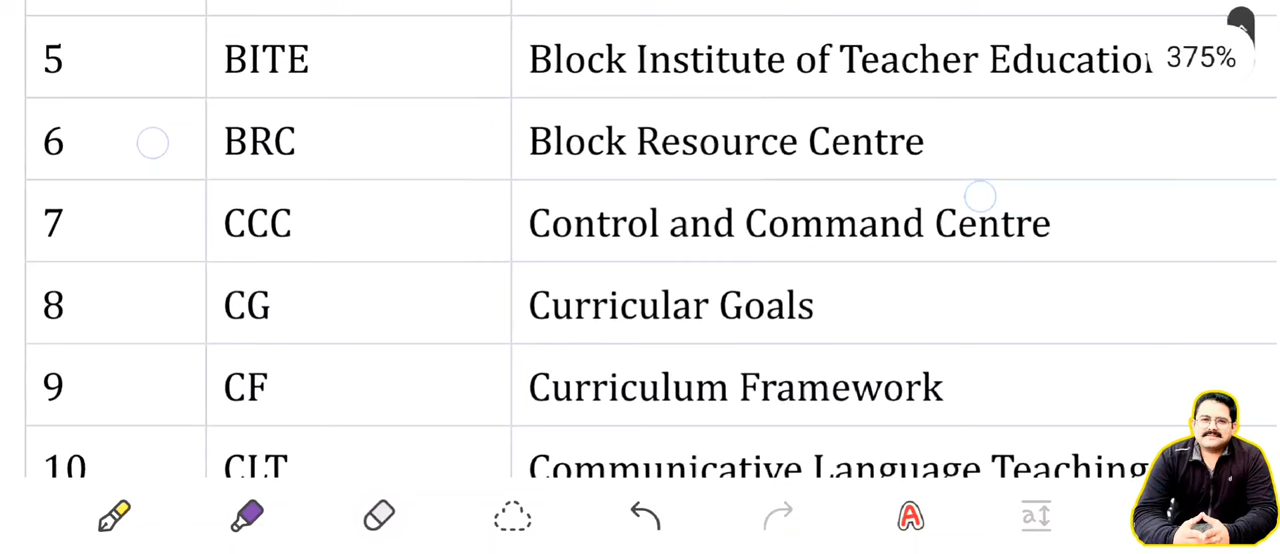 5 BITE Block Institute of Teacher Education 375%
6 BRC Block Resource Centre
7 CCC Control and Command Centre
8 CG Curricular Goals
9 CF Curriculum Framework
10 CLT Communicative Language Teaching
A a